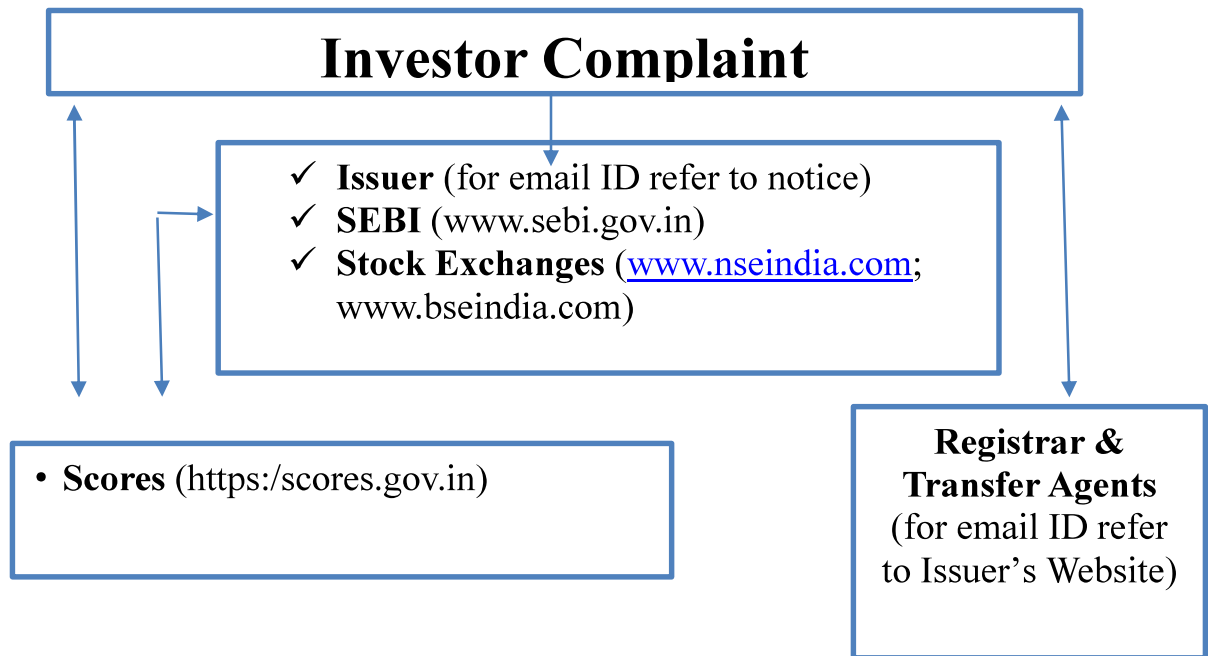 Investor Complaint
✓ Issuer (for email ID refer to notice)
✓ SEBI (www.sebi.gov.in)
✓ Stock Exchanges (www.nseindia.com;
www.bseindia.com)
• Scores (https:/scores.gov.in)
Registrar &
Transfer Agents
(for email ID refer
to Issuer’s Website)